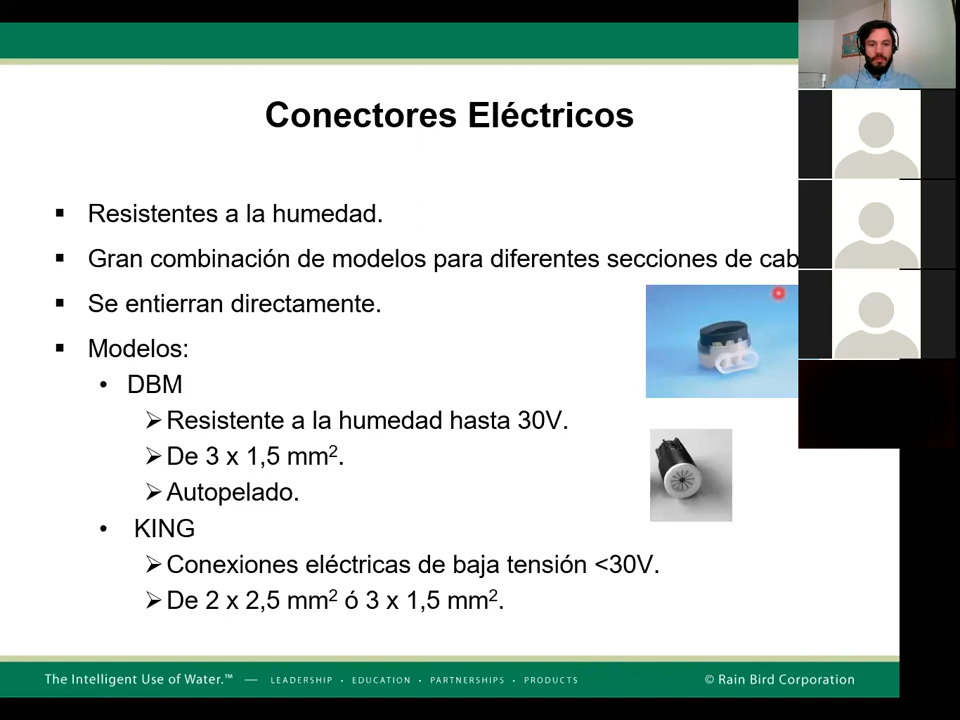 Conectores Eléctricos
▪ Resistentes a la humedad.
▪ Gran combinación de modelos para diferentes secciones de cab
▪ Se entierran directamente.
▪ Modelos:
• DBM
➢ Resistente a la humedad hasta 30V.
➢ De 3 x 1,5 mm².
➢ Autopelado.
• KING
➢ Conexiones eléctricas de baja tensión <30V.
➢ De 2 x 2,5 mm² ó 3 x 1,5 mm².
The Intelligent Use of Water.™ — LEADERSHIP • EDUCATION • PARTNERSHIPS • PRODUCTS © Rain Bird Corporation